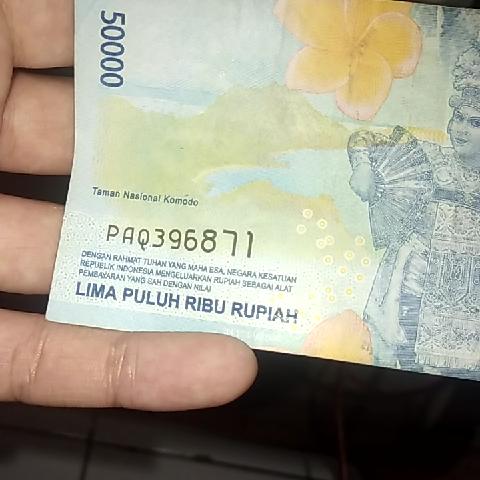 50000
Taman Nasional Komodo
PAQ396871
DENGAN RAHMAT TUHAN YANG MAHA ESA, NEGARA KESATUAN
REPUBLIK INDONESIA MENGELUARKAN RUPIAH SEBAGAI ALAT
PEMBAYARAN YANG SAH DENGAN NILAI
LIMA PULUH RIBU RUPIAH